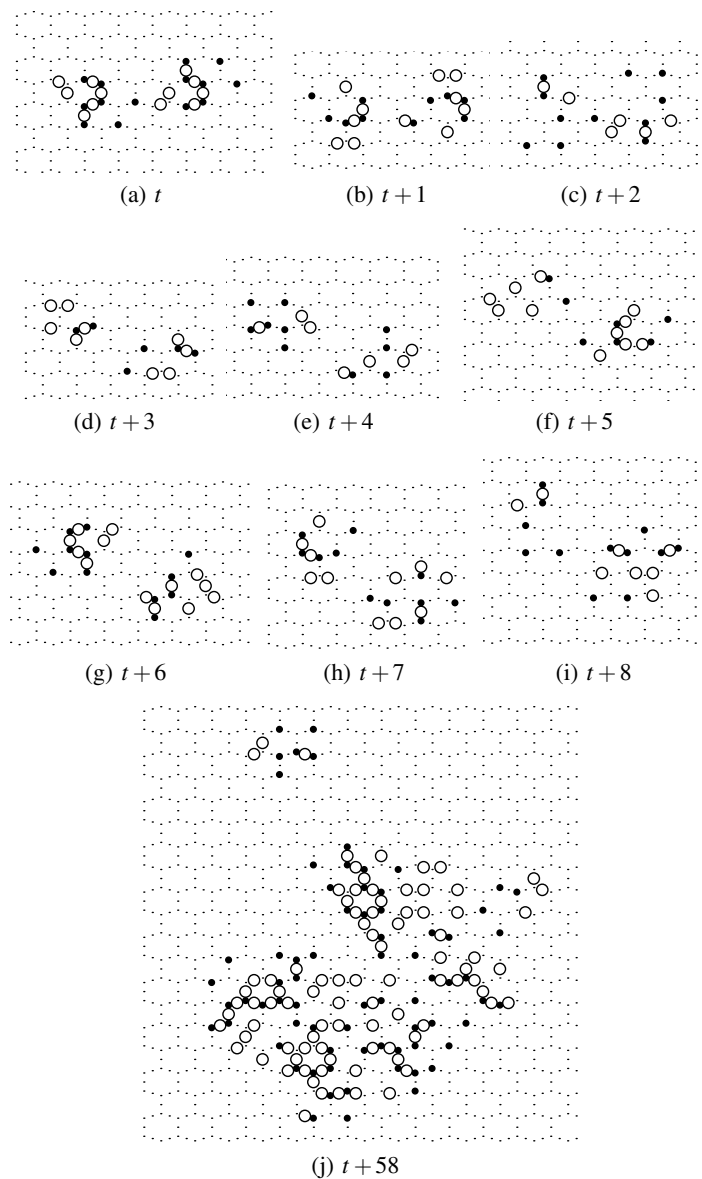 (a) t
(b) t + 1
(c) t + 2
(d) t + 3
(e) t + 4
(f) t + 5
(g) t + 6
(h) t + 7
(i) t + 8
(j) t + 58